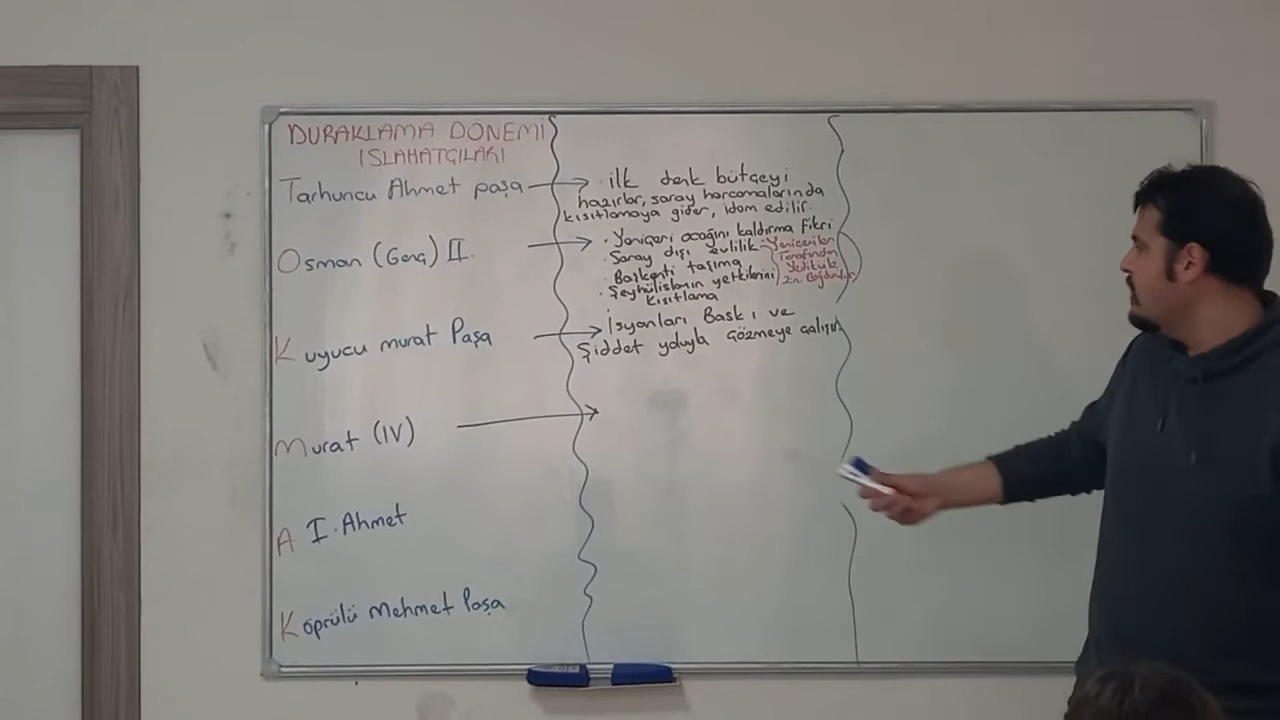 DURAKLAMA DÖNEMİ
ISLAHATÇILARI
Tarhuncu Ahmet paşa
· ilk denk bütçeyi
hazırlar, saray harcamalarında
kısıtlamaya gider, idam edilir.
Osman (Genç) II.
· Yeniçeri ocağını kaldırma fikri
· Saray dışı evlilik
· Başkenti taşıma
· Şeyhülislamın yetkilerini
kısıtlama
Yeniçeriler
Tarafından
Yedikule
Kuyucu murat Paşa
· İsyanları Baskı ve
Şiddet yoluyla çözmeye çalışır
Murat (IV)
A I. Ahmet
Köprülü Mehmet Paşa